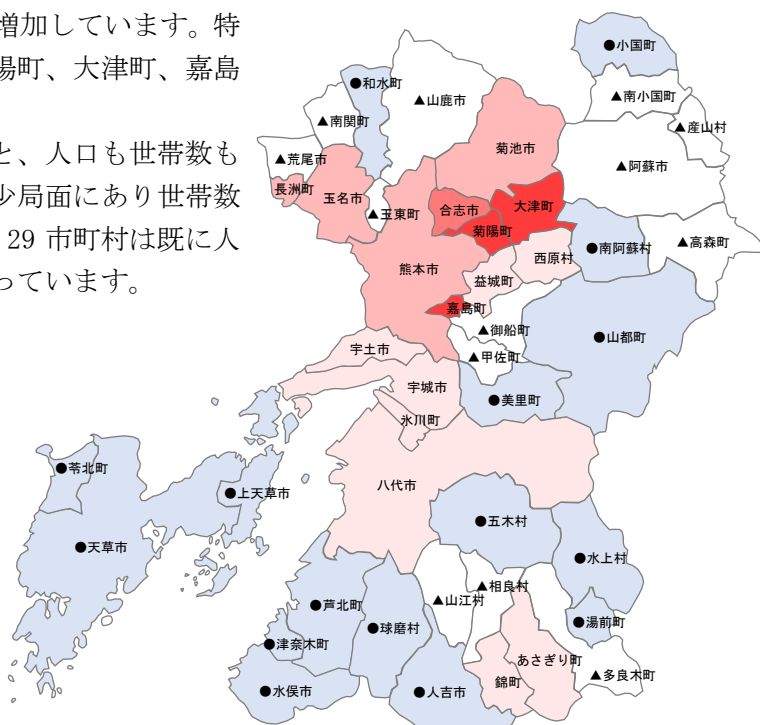 増加しています。特
陽町、大津町、嘉島
と、人口も世帯数も
少局面にあり世帯数
29 市町村は既に人
っています。
●小国町
●和水町
▲山鹿市
▲南小国町
▲南関町
▲産山村
菊池市
▲荒尾市
▲阿蘇市
長洲町
玉名市
▲玉東町
合志市
大津町
菊陽町
▲高森町
●南阿蘇村
西原村
熊本市
益城町
嘉島町
▲御船町
●山都町
宇土市
▲甲佐町
宇城市
●美里町
氷川町
●苓北町
八代市
●上天草市
●五木村
●天草市
●水上村
▲相良村
▲山江村
●芦北町
●湯前町
●球磨村
●津奈木町
あさぎり町
▲多良木町
錦町
●水俣市
●人吉市